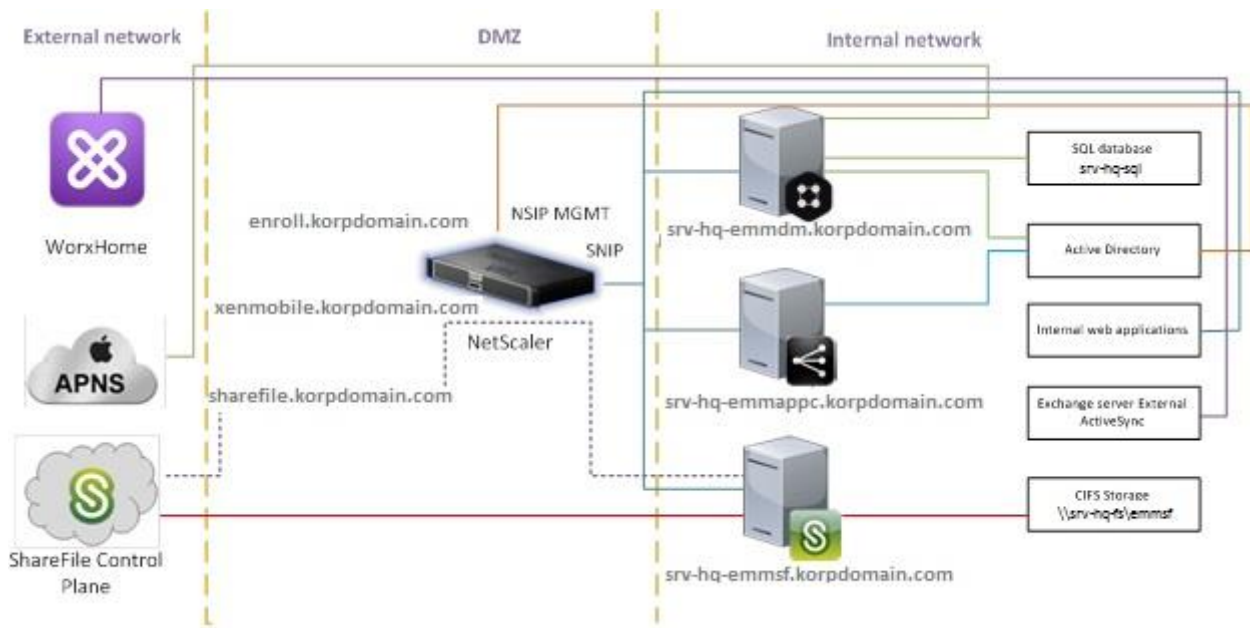 External network
DMZ
Internal network
WorxHome
APNS
ShareFile Control
Plane
enroll.korpdomain.com
NSIP MGMT
SNIP
xenmobile.korpdomain.com
NetScaler
sharefile.korpdomain.com
srv-hq-emmdm.korpdomain.com
srv-hq-emmappc.korpdomain.com
srv-hq-emmsf.korpdomain.com
SQL database
srv-hq-sql
Active Directory
Internal web applications
Exchange server External
ActiveSync
CIFS Storage
\\srv-hq-fs\emmsf